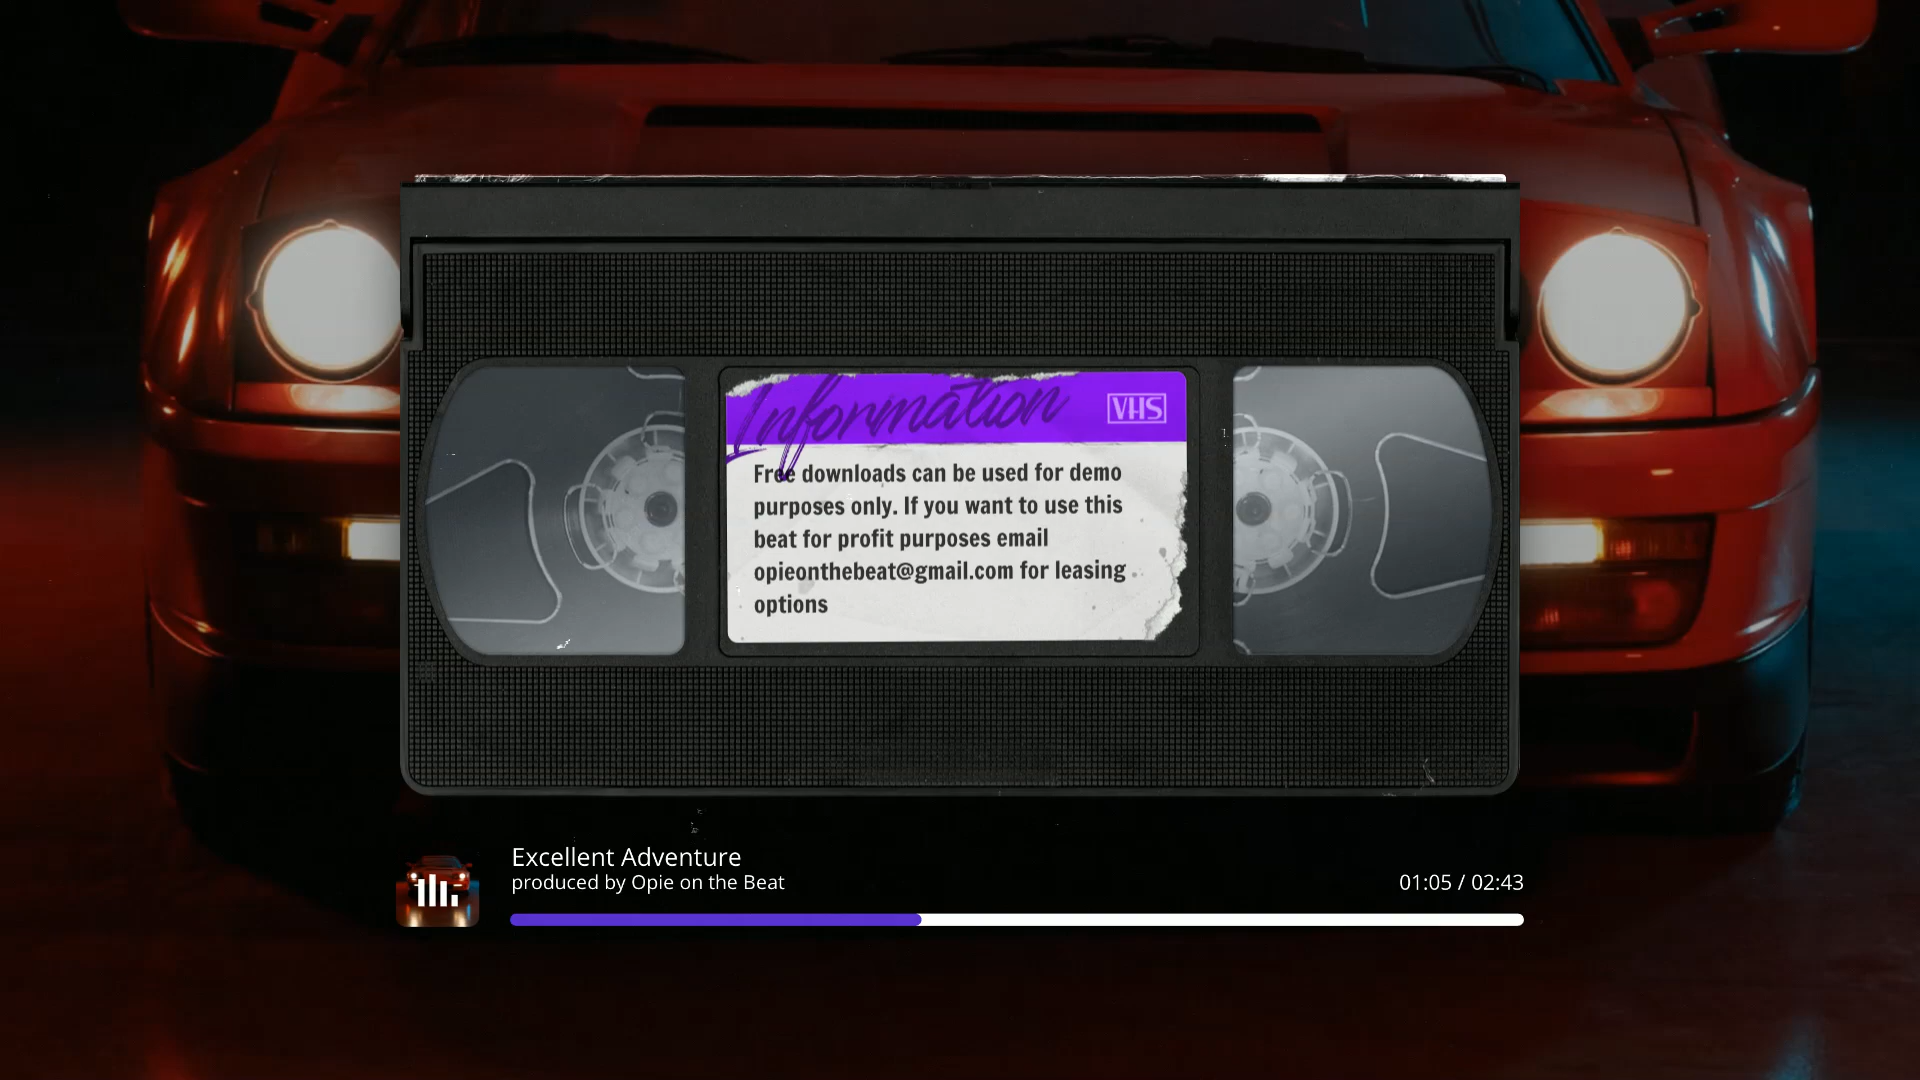 Information
VHS
Free downloads can be used for demo
purposes only. If you want to use this
beat for profit purposes email
opieonthebeat@gmail.com for leasing
options
Excellent Adventure
produced by Opie on the Beat
01:05 / 02:43